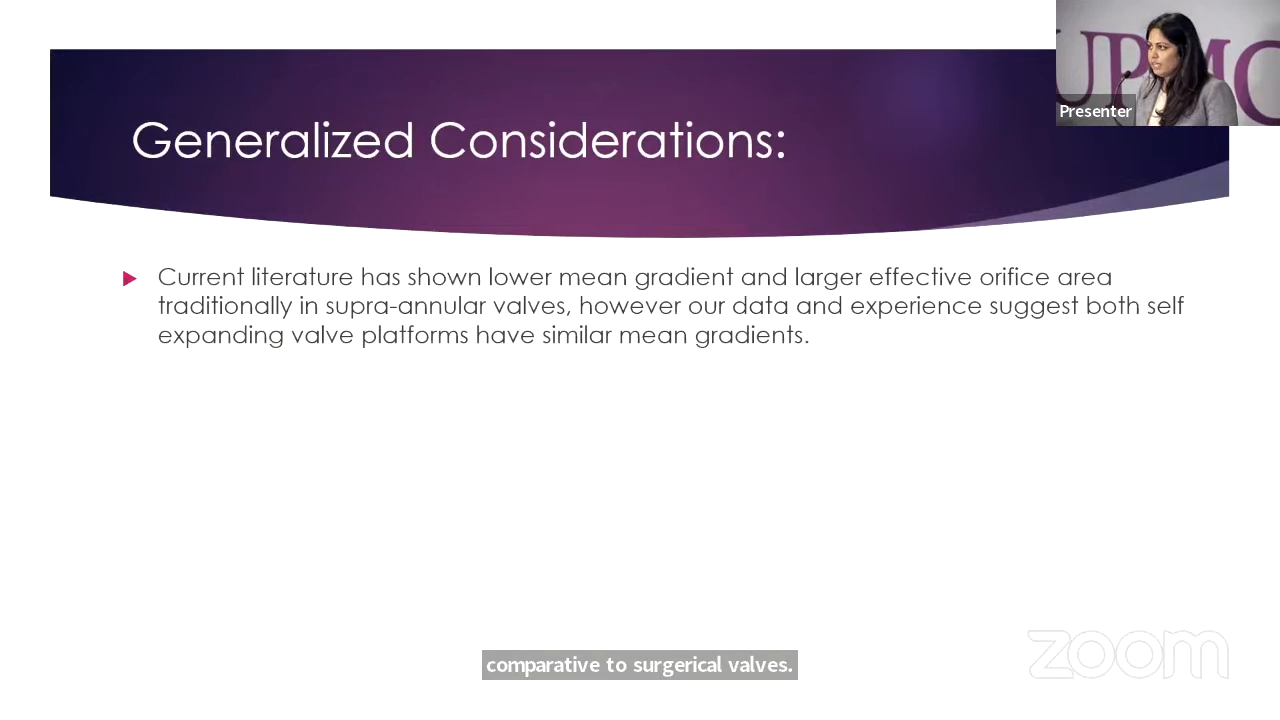 UPMC
Presenter
Generalized Considerations:
Current literature has shown lower mean gradient and larger effective orifice area
traditionally in supra-annular valves, however our data and experience suggest both self
expanding valve platforms have similar mean gradients.
comparative to surgerical valves.
zoom